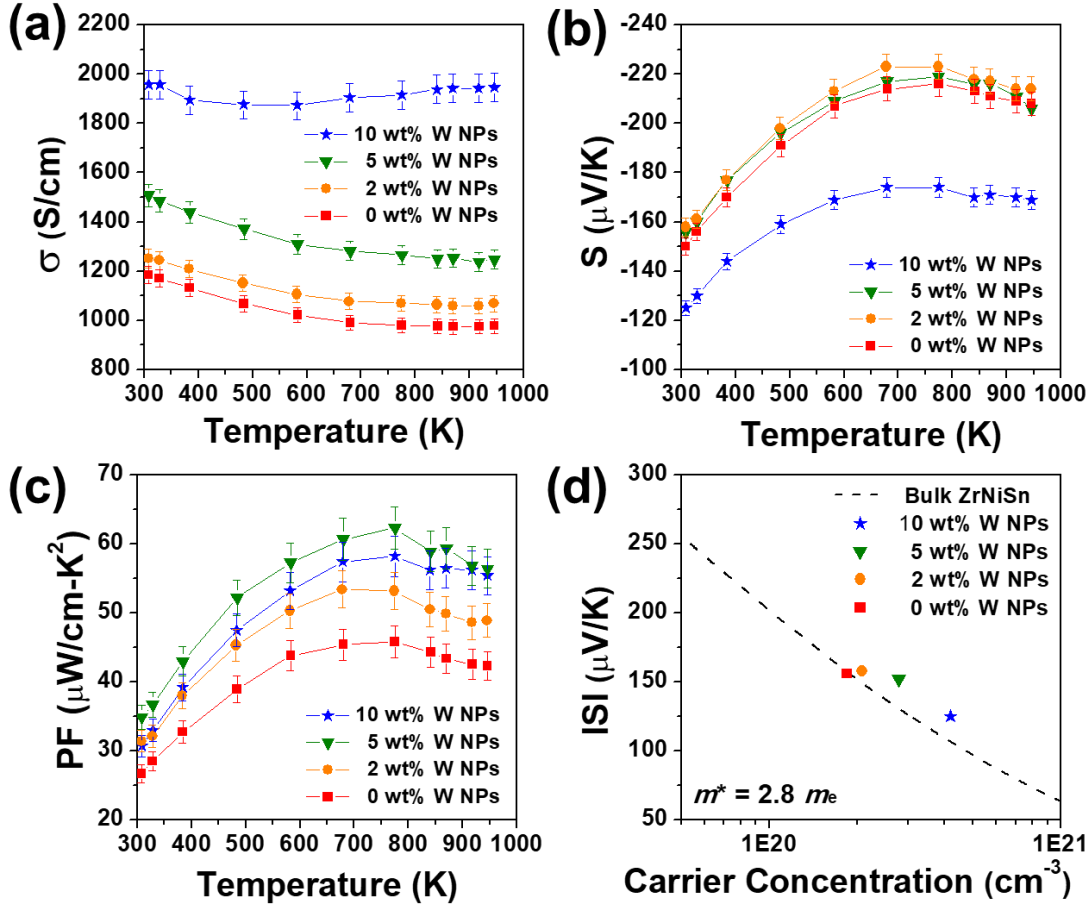 (a)
2200
2000
1800
1600
1400
1200
1000
800
σ (S/cm)
10 wt% W NPs
5 wt% W NPs
2 wt% W NPs
0 wt% W NPs
300 400 500 600 700 800 900 1000
Temperature (K)
(b)
-240
-220
-200
-180
-160
-140
-120
-100
S (μV/K)
10 wt% W NPs
5 wt% W NPs
2 wt% W NPs
0 wt% W NPs
300 400 500 600 700 800 900 1000
Temperature (K)
(c)
70
60
50
40
30
20
PF (μW/cm-K²)
10 wt% W NPs
5 wt% W NPs
2 wt% W NPs
0 wt% W NPs
300 400 500 600 700 800 900 1000
Temperature (K)
(d)
300
250
200
150
100
50
ISI (μV/K)
Bulk ZrNiSn
10 wt% W NPs
5 wt% W NPs
2 wt% W NPs
0 wt% W NPs
m* = 2.8 mₑ
1E20 1E21
Carrier Concentration (cm⁻³)